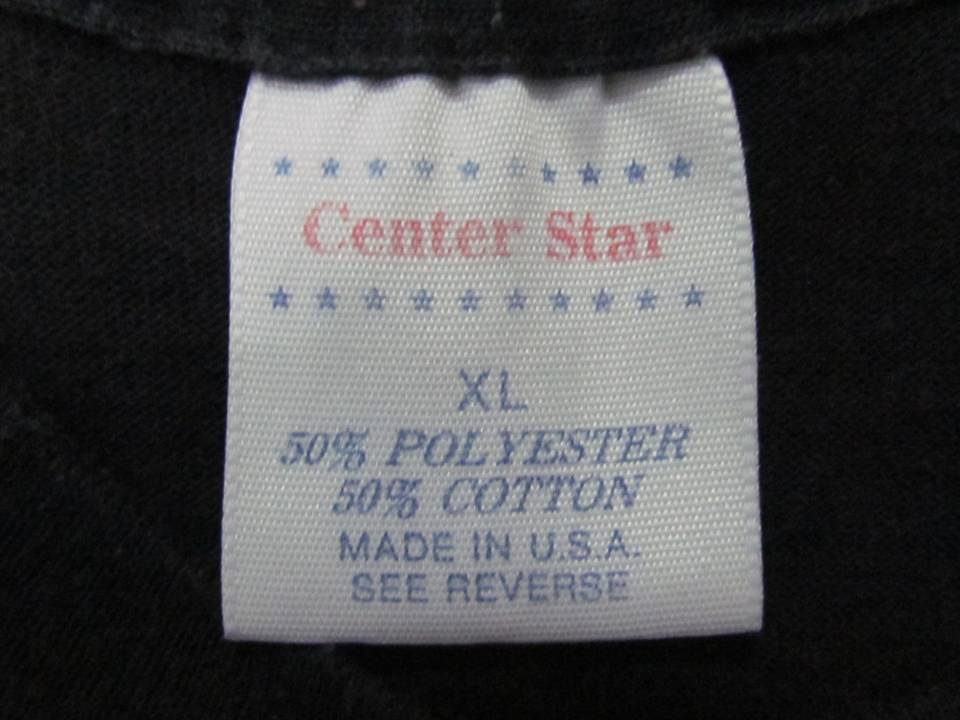 Center Star
XL
50% POLYESTER
50% COTTON
MADE IN U.S.A.
SEE REVERSE